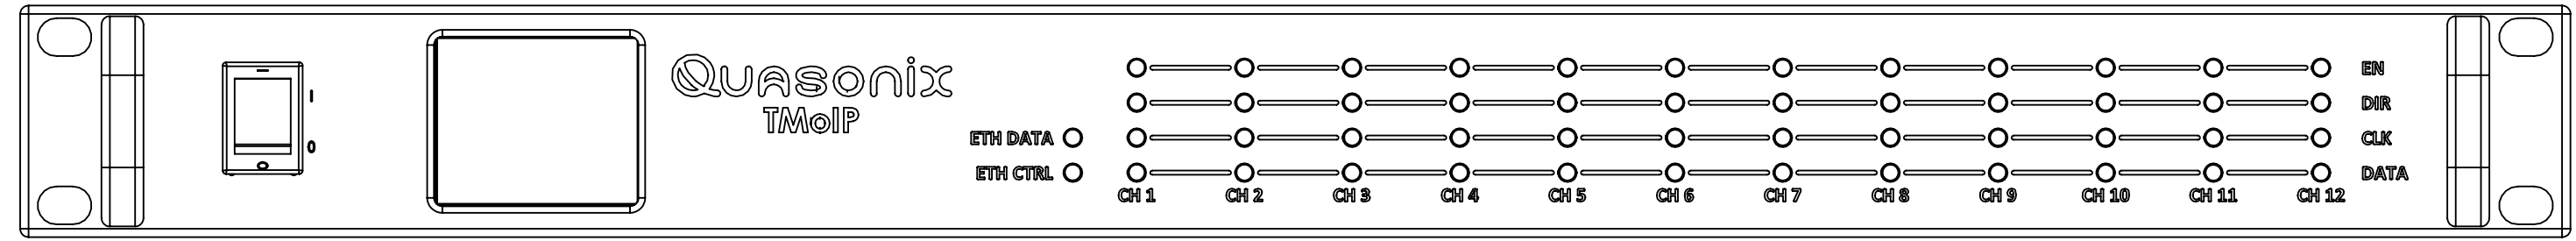 Quasonix
TMoIP
I
O
EN
DIR
ETH DATA
CLK
ETH CTRL
DATA
CH 1 CH 2 CH 3 CH 4 CH 5 CH 6 CH 7 CH 8 CH 9 CH 10 CH 11 CH 12